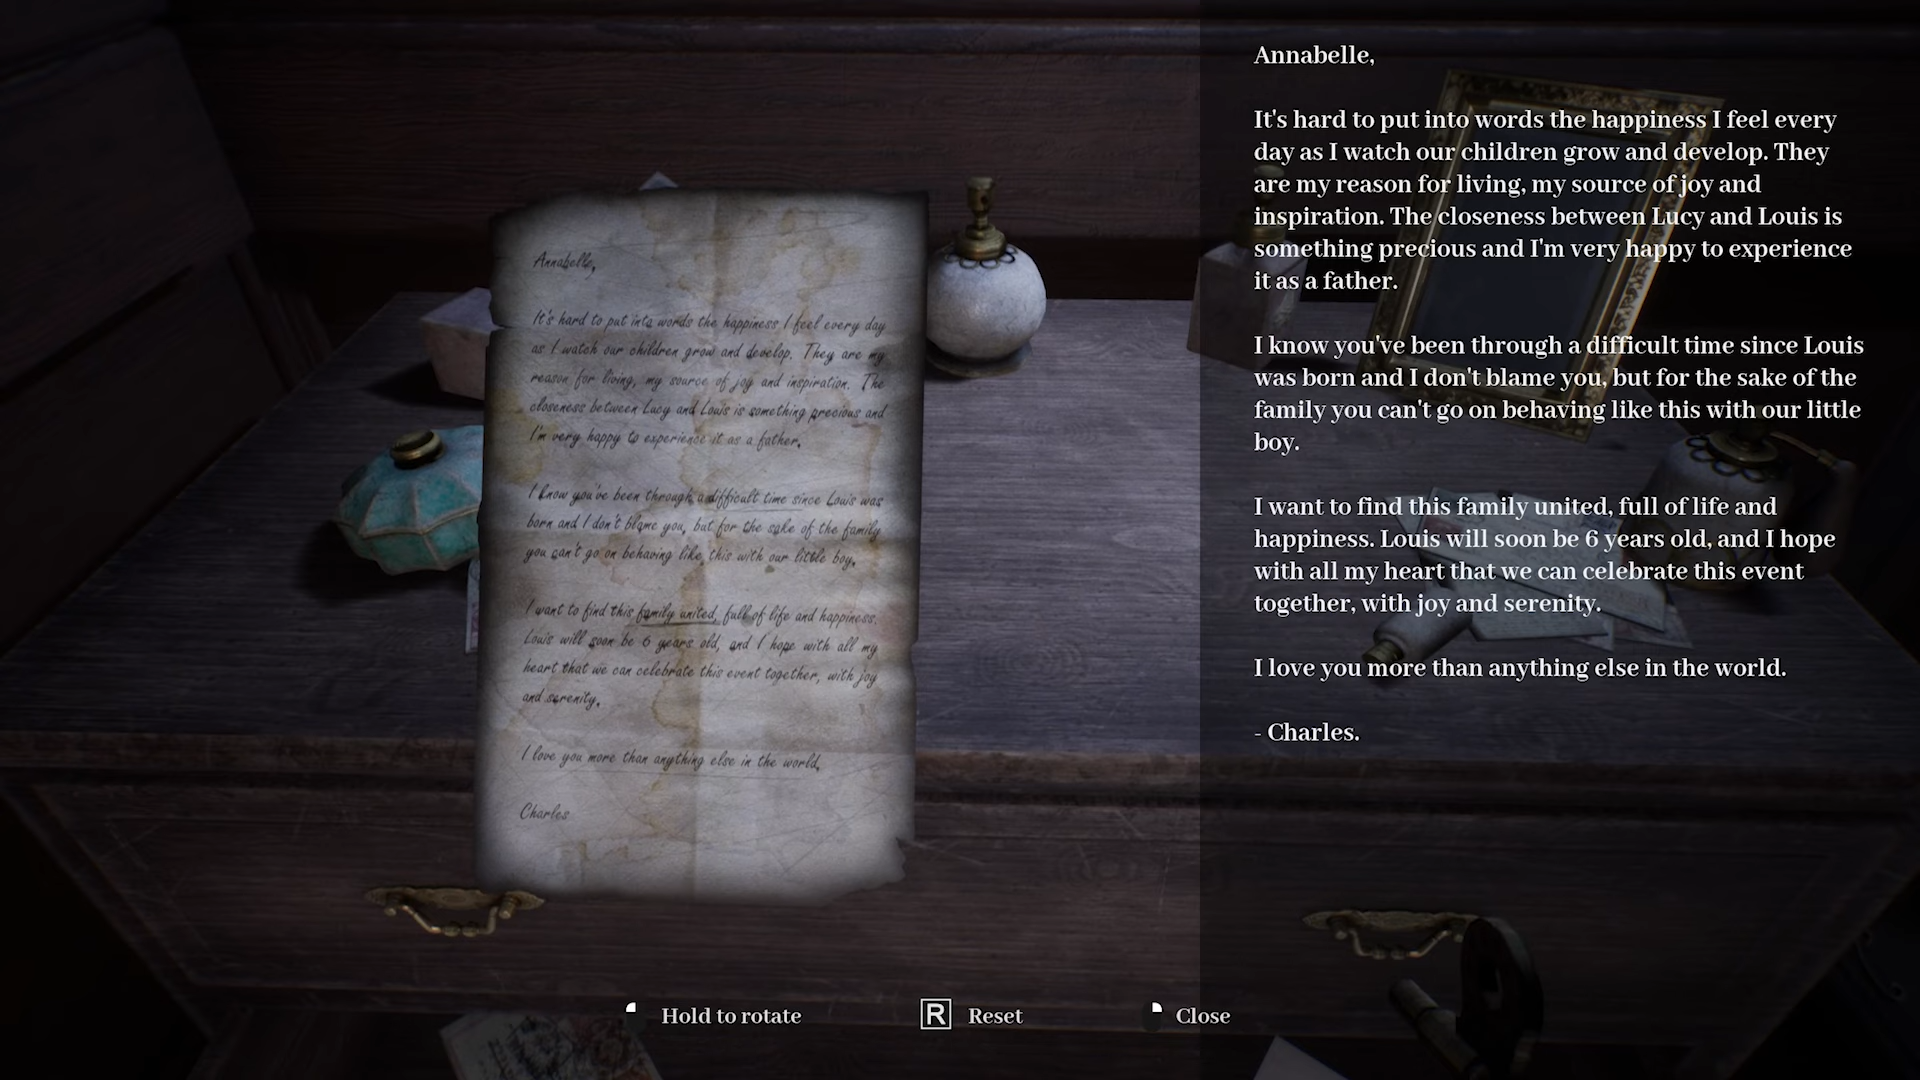 Annabelle,
It's hard to put into words the happiness I feel every day
as I watch our children grow and develop. They are my
reason for living, my source of joy and inspiration. The
closeness between Lucy and Louis is something precious and
I'm very happy to experience it as a father.
I know you've been through a difficult time since Louis was
born and I don't blame you, but for the sake of the family
you can't go on behaving like this with our little boy.
I want to find this family united, full of life and happiness.
Louis will soon be 6 years old, and I hope with all my
heart that we can celebrate this event together, with joy
and serenity.
I love you more than anything else in the world.
Charles
Annabelle,
It's hard to put into words the happiness I feel every
day as I watch our children grow and develop. They
are my reason for living, my source of joy and
inspiration. The closeness between Lucy and Louis is
something precious and I'm very happy to experience
it as a father.
I know you've been through a difficult time since Louis
was born and I don't blame you, but for the sake of the
family you can't go on behaving like this with our little
boy.
I want to find this family united, full of life and
happiness. Louis will soon be 6 years old, and I hope
with all my heart that we can celebrate this event
together, with joy and serenity.
I love you more than anything else in the world.
- Charles.
Hold to rotate
R Reset
Close